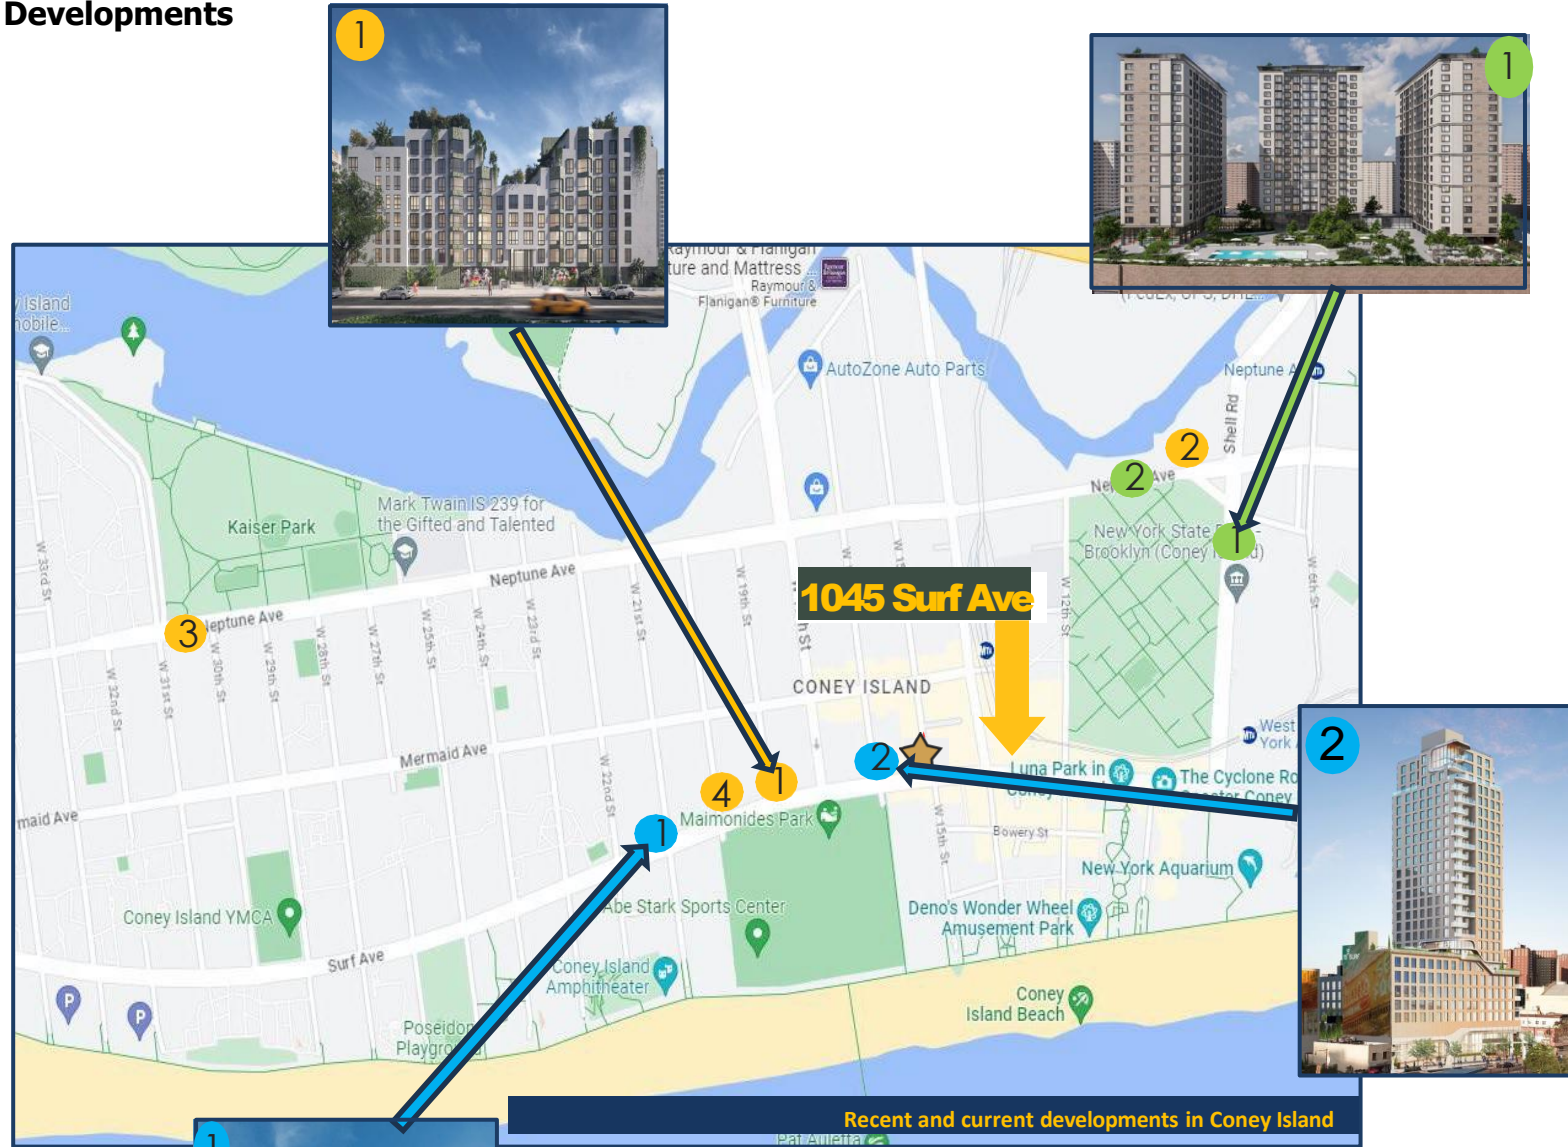 Developments
1
1
Raymour & Flanigan
ture and Mattress ...
Raymour &
Flanigan® Furniture
y Island
mobile...
AutoZone Auto Parts
Neptune A
Shell Rd
2
2
Ave
Mark Twain IS 239 for
the Gifted and Talented
Kaiser Park
New York State
Brooklyn (Coney
1
W 33rd St
Neptune Ave
W 19th St
W 12th St
W 6th St
1045 Surf Ave
3
Neptune Ave
W 21st St
W 23rd St
W 24th St
W 25th St
W 27th St
W 28th St
W 29th St
W 30th St
W 31st St
W 32nd St
CONEY ISLAND
Mermaid Ave
W 22nd St
2
West
York
2
Luna Park in
The Cyclone Ro
4
1
maid Ave
Maimonides Park
1
W 15th St
Bowery St
New York Aquarium
Coney Island YMCA
Abe Stark Sports Center
Deno's Wonder Wheel
Amusement Park
Surf Ave
Coney Island
Amphitheater
P
P
Coney
Island Beach
Poseidon
Playground
Recent and current developments in Coney Island
1
Pat Auletta